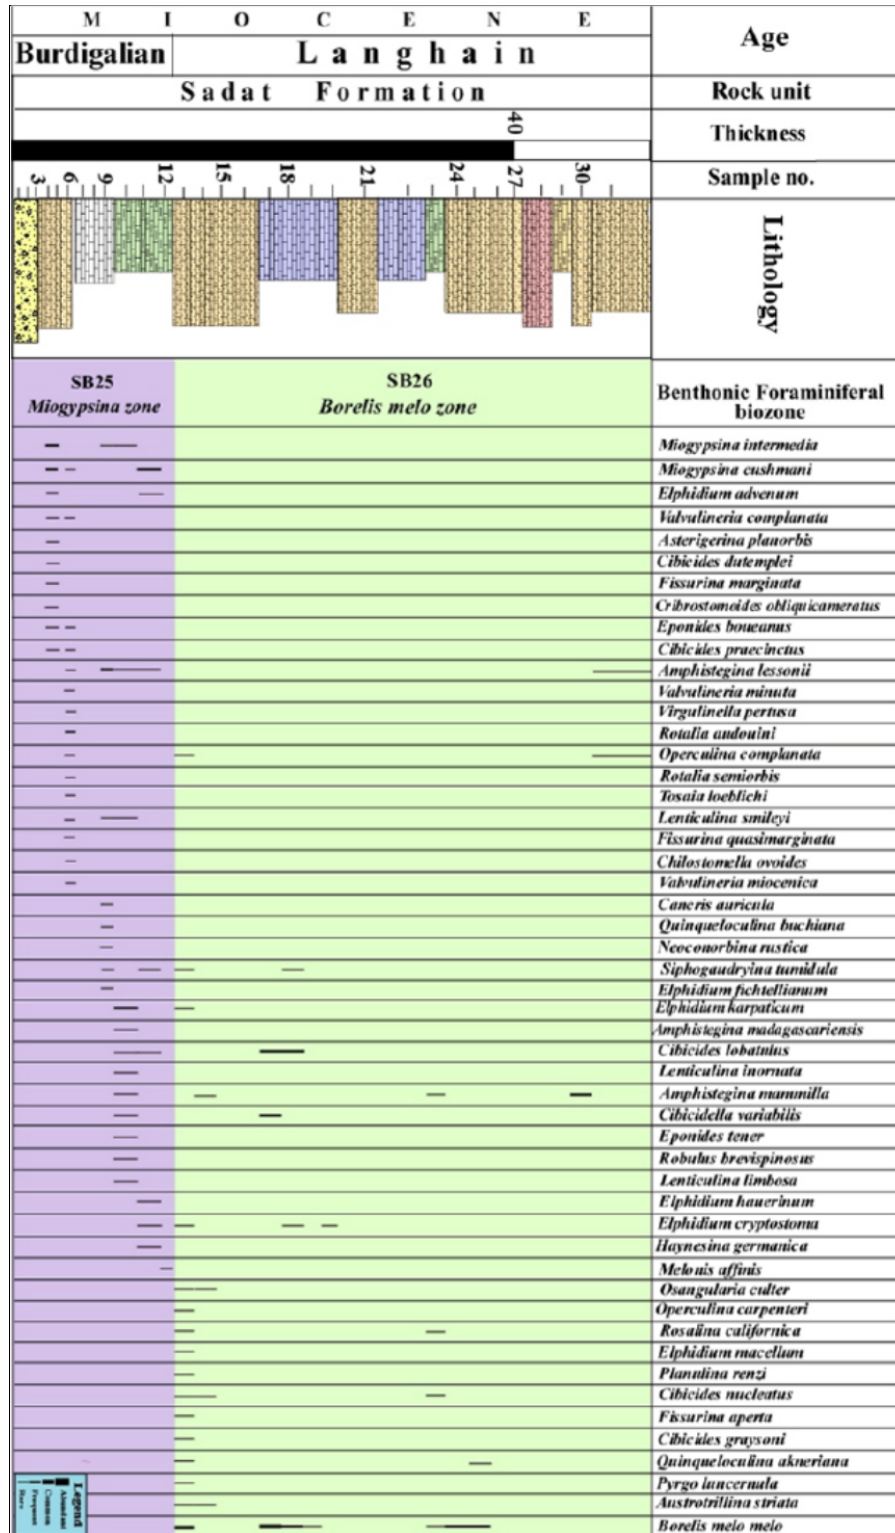 M I O C E N E
Age
Burdigalian
Langhain
Sadat Formation
Rock unit
40
Thickness
3 6 9 12 15 18 21 24 27 30
Sample no.
Lithology
SB25
Miogypsina zone
SB26
Borelis melo zone
Benthonic Foraminiferal
biozone
Miogypsina intermedia
Miogypsina cushmani
Elphidium advenum
Valvulineria complanata
Asterigerina planorbis
Cibicides dutemplei
Fissurina marginata
Cribrostomoides obliquicameratus
Eponides boueanus
Cibicides praecinctus
Amphistegina lessonii
Valvulineria minuta
Virgulinella pertusa
Rotalia audouini
Operculina complanata
Rotalia semiorbis
Tosaia loeblichi
Lenticulina smileyi
Fissurina quasimarginata
Chilostomella ovoides
Valvulineria miocenica
Cancris auricula
Quinqueloculina buchiana
Neoconorbina rustica
Siphogaudryina tumidula
Elphidium fichtellianum
Elphidium karpaticum
Amphistegina madagascariensis
Cibicides lobatulus
Lenticulina inornata
Amphistegina mammilla
Cibicidella variabilis
Eponides tener
Robulus brevispinosus
Lenticulina limbosa
Elphidium hauerinum
Elphidium cryptostoma
Haynesina germanica
Melonis affinis
Osangularia culter
Operculina carpenteri
Rosalina californica
Elphidium macellum
Planulina renzi
Cibicides nucleatus
Fissurina aperta
Cibicides graysoni
Quinqueloculina akneriana
Pyrgo luncernula
Austrotrillina striata
Borelis melo melo
Legend
Abundant
Common
Frequent
Rare